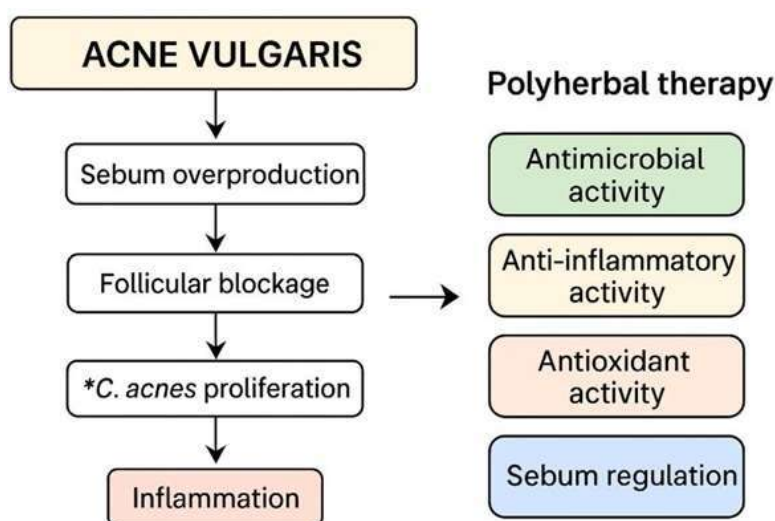 ACNE VULGARIS
Sebum overproduction
Follicular blockage
*C. acnes proliferation
Inflammation
Polyherbal therapy
Antimicrobial
activity
Anti-inflammatory
activity
Antioxidant
activity
Sebum regulation